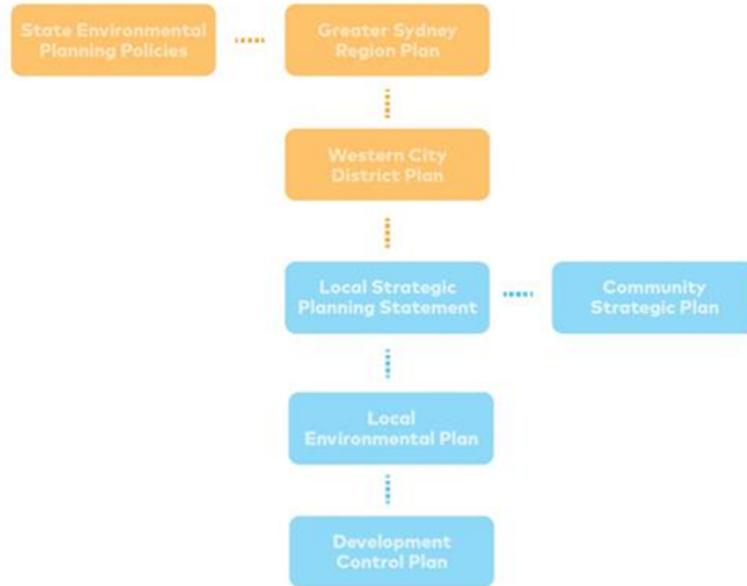 State Environmental
Planning Policies
Greater Sydney
Region Plan
Western City
District Plan
Local Strategic
Planning Statement
Community
Strategic Plan
Local
Environmental Plan
Development
Control Plan